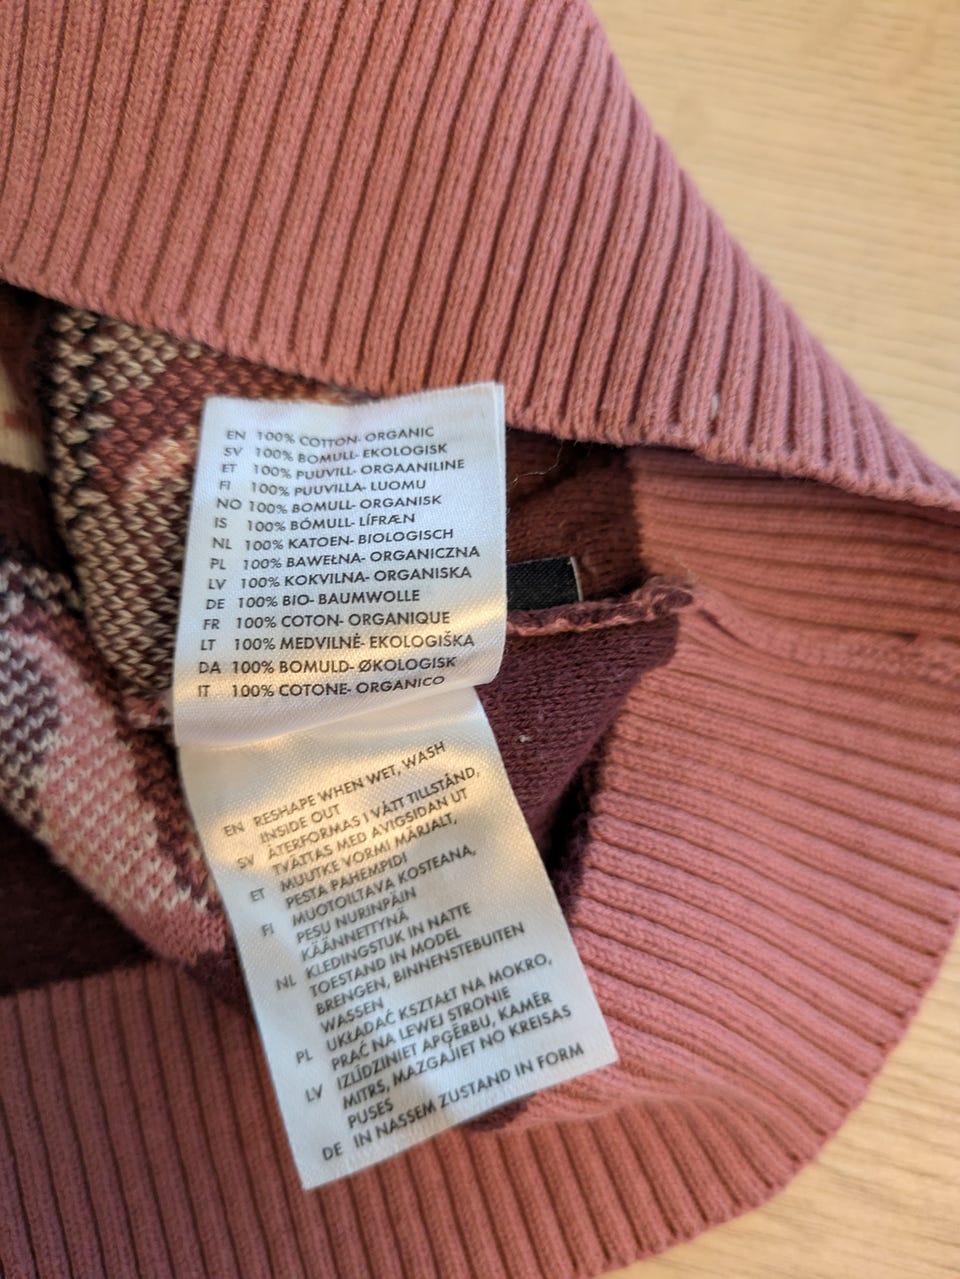 EN 100% COTTON- ORGANIC
SV 100% BOMULL- EKOLOGISK
ET 100% PUUVILL- ORGAANILINE
FI 100% PUUVILLA- LUOMU
NO 100% BOMULL- ORGANISK
IS 100% BÓMULL- LÍFRÆN
NL 100% KATOEN- BIOLOGISCH
PL 100% BAWEŁNA- ORGANICZNA
LV 100% KOKVILNA- ORGANISKA
DE 100% BIO- BAUMWOLLE
FR 100% COTON- ORGANIQUE
LT 100% MEDVILNĖ- EKOLOGIŠKA
DA 100% BOMULD- ØKOLOGISK
IT 100% COTONE- ORGANICO
EN RESHAPE WHEN WET, WASH
INSIDE OUT
SV ÅTERFORMAS I VÅTT TILLSTÅND,
TVÄTTAS MED AVIGSIDAN UT
ET MUUTKE VORMI MÄRJALT,
PESTA PAHEMPIDI
FI MUOTOILTAVA KOSTEANA,
PESU NURINPÄIN
KÄÄNNETTYNÄ
NL KLEDINGSTUK IN NATTE
TOESTAND IN MODEL
BRENGEN, BINNENSTEBUITEN
WASSEN
PL UKŁADAĆ KSZTAŁT NA MOKRO,
PRAĆ NA LEWEJ STRONIE
LV IZLĪDZINIET APĢĒRBU, KAMĒR
MITRS, MAZGĀJIET NO KREISĀS
PUSES
DE IN NASSEM ZUSTAND IN FORM